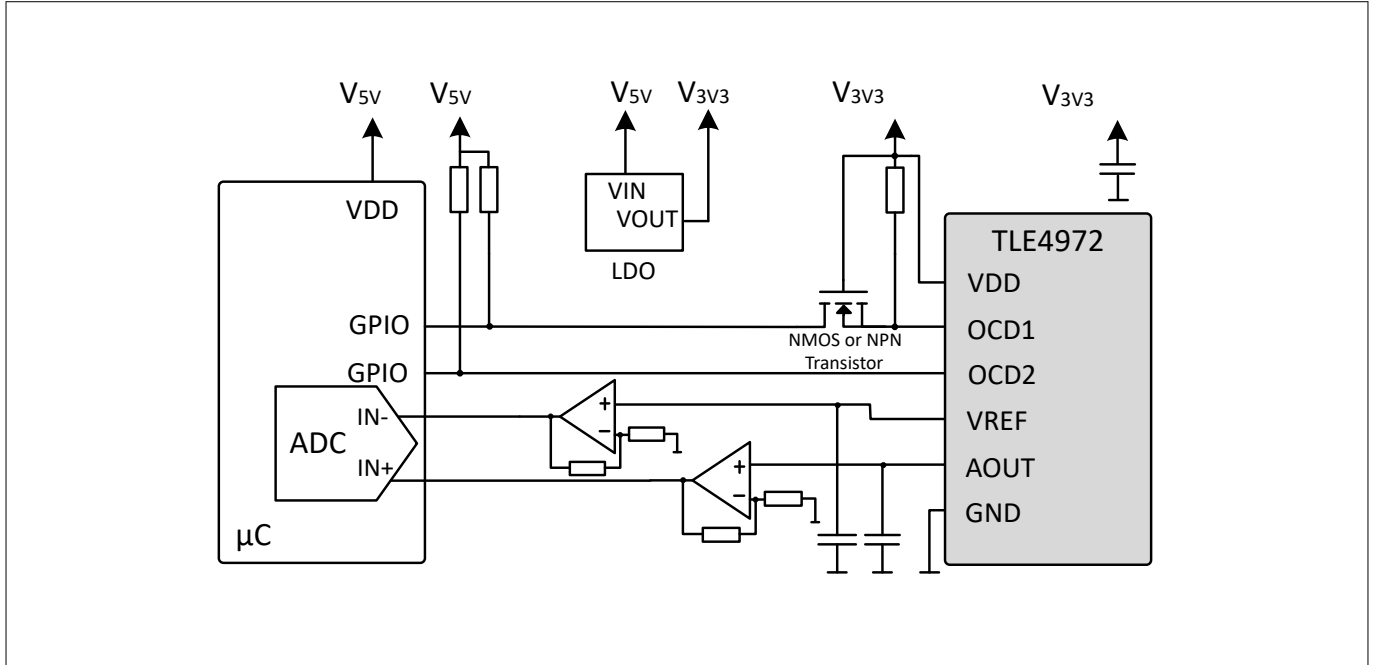 V5V
V5V
V5V
V3V3
V3V3
V3V3
VDD
VIN
VOUT
LDO
TLE4972
VDD
GPIO
NMOS or NPN
Transistor
OCD1
GPIO
OCD2
IN-
+
-
VREF
ADC
IN+
+
-
AOUT
GND
µC